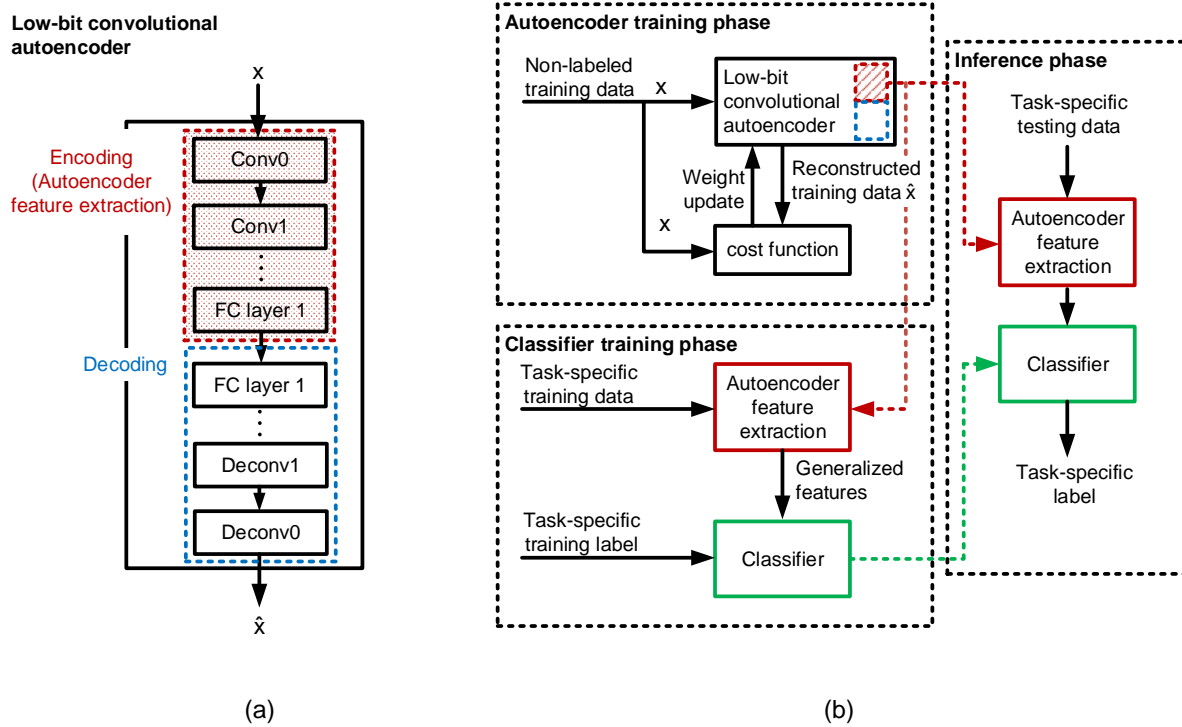 Low-bit convolutional
autoencoder
x
Encoding
(Autoencoder
feature extraction)
Conv0
Conv1
FC layer 1
Decoding
FC layer 1
Deconv1
Deconv0
x̂
(a)
Autoencoder training phase
Non-labeled
training data
x
x
Low-bit
convolutional
autoencoder
Weight
update
Reconstructed
training data x̂
cost function
Classifier training phase
Task-specific
training data
Autoencoder
feature
extraction
Generalized
features
Task-specific
training label
Classifier
Inference phase
Task-specific
testing data
Autoencoder
feature
extraction
Classifier
Task-specific
label
(b)